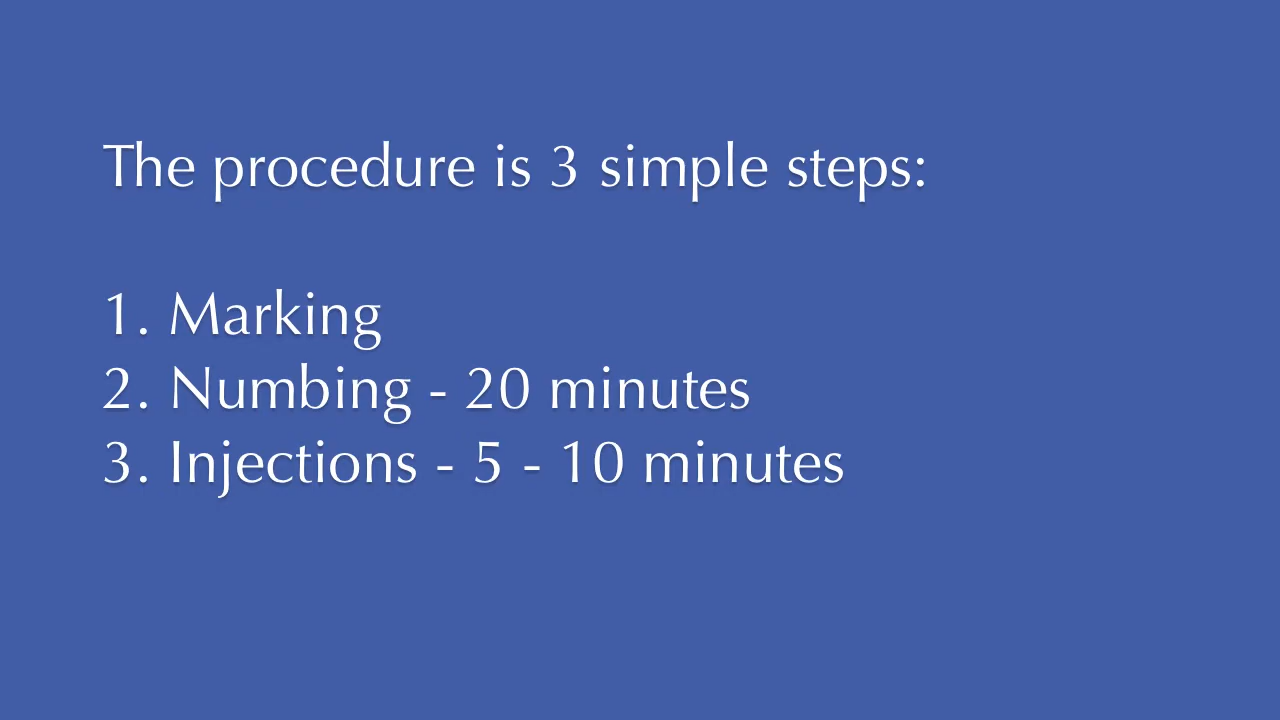 The procedure is 3 simple steps:
1. Marking
2. Numbing - 20 minutes
3. Injections - 5 - 10 minutes